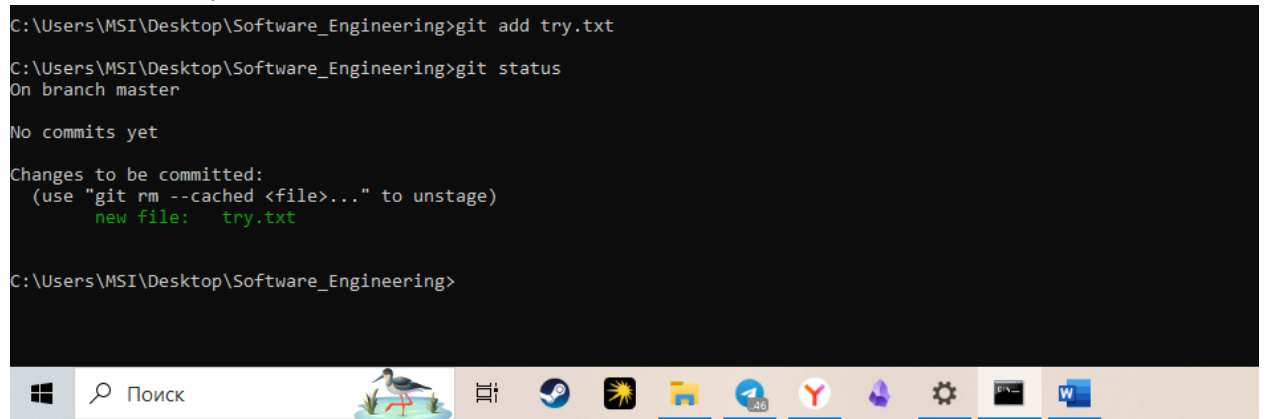 C:\Users\MSI\Desktop\Software_Engineering>git add try.txt
C:\Users\MSI\Desktop\Software_Engineering>git status
On branch master
No commits yet
Changes to be committed:
  (use "git rm --cached <file>..." to unstage)
        new file:   try.txt
C:\Users\MSI\Desktop\Software_Engineering>
Поиск
46